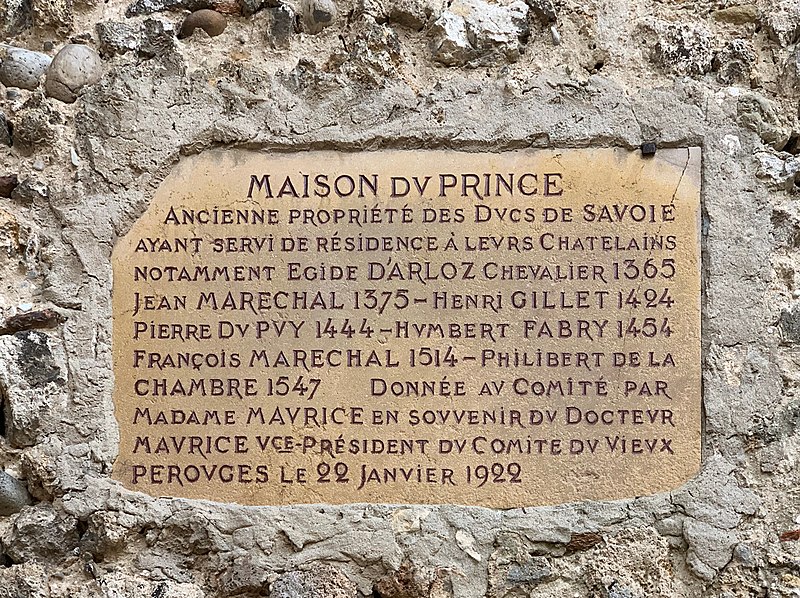 MAISON DV PRINCE
ANCIENNE PROPRIÉTÉ DES DVCS DE SAVOIE
AYANT SERVI DE RÉSIDENCE À LEVRS CHATELAINS
NOTAMMENT EGIDE D'ARLOZ CHEVALIER 1365
JEAN MARECHAL 1375 – HENRI GILLET 1424
PIERRE DV PVY 1444 – HVMBERT FABRY 1454
FRANÇOIS MARECHAL 1514 – PHILIBERT DE LA
CHAMBRE 1547 DONNÉE AV COMITÉ PAR
MADAME MAVRICE EN SOVVENIR DV DOCTEVR
MAVRICE VCE-PRÉSIDENT DV COMITE DV VIEVX
PEROVGES LE 22 JANVIER 1922